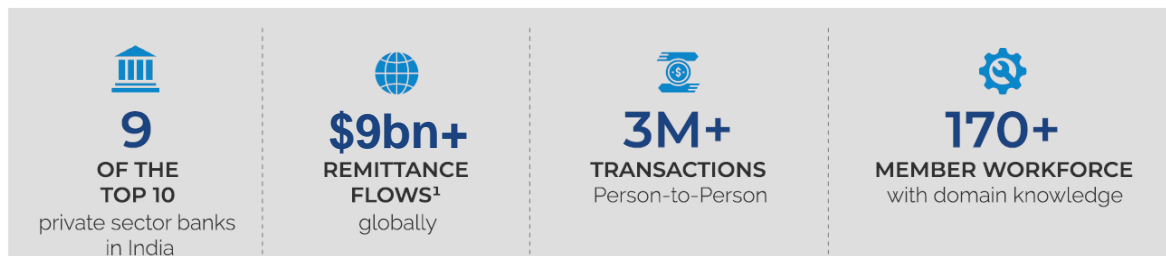 9
OF THE
TOP 10
private sector banks
in India
$9bn+
REMITTANCE
FLOWS¹
globally
$
3M+
TRANSACTIONS
Person-to-Person
170+
MEMBER WORKFORCE
with domain knowledge